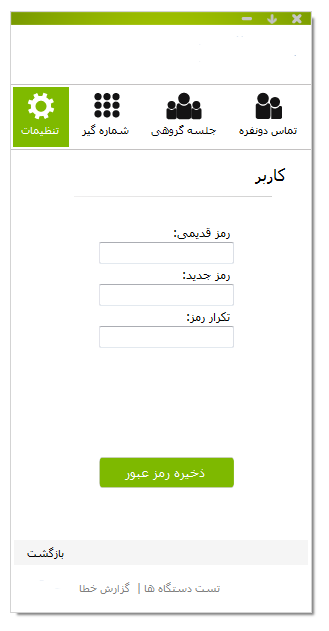 تماس دونفره جلسه گروهی شماره گیر تنظیمات
کاربر
رمز قدیمی:
رمز جدید:
تکرار رمز:
ذخیره رمز عبور
بازگشت
تست دستگاه ها | گزارش خطا